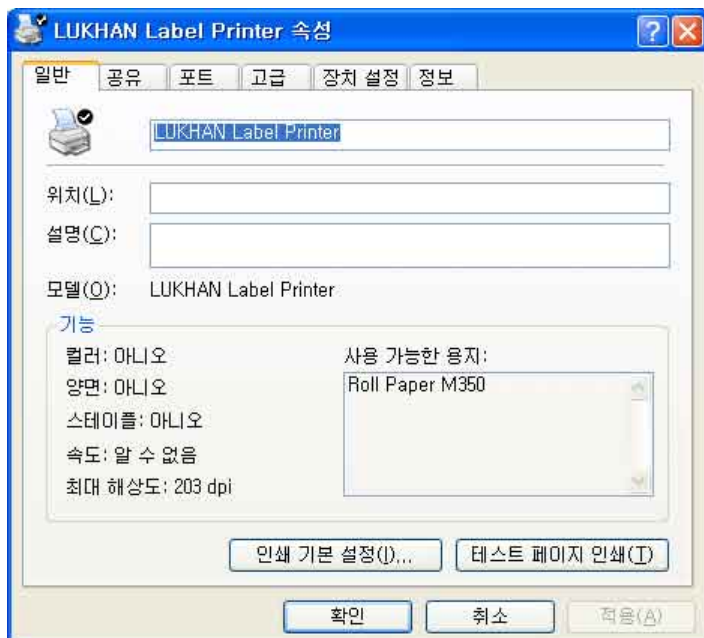 LUKHAN Label Printer 속성
일반 공유 포트 고급 장치 설정 정보
LUKHAN Label Printer
위치(L):
설명(C):
모델(O): LUKHAN Label Printer
기능
컬러: 아니오
양면: 아니오
스테이플: 아니오
속도: 알 수 없음
최대 해상도: 203 dpi
사용 가능한 용지:
Roll Paper M350
인쇄 기본 설정(I)... 테스트 페이지 인쇄(T)
확인 취소 적용(A)